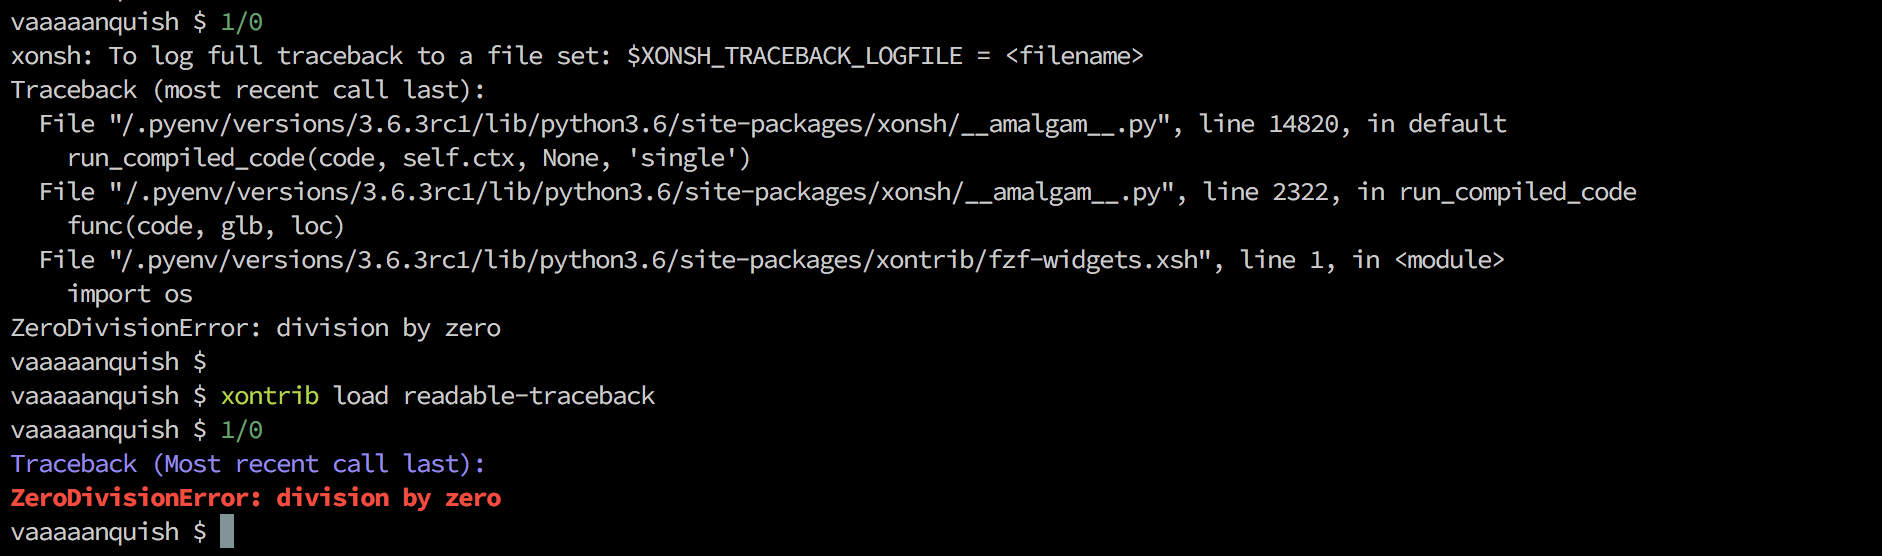 vaaaaanquish $ 1/0
xonsh: To log full traceback to a file set: $XONSH_TRACEBACK_LOGFILE = <filename>
Traceback (most recent call last):
  File "/.pyenv/versions/3.6.3rc1/lib/python3.6/site-packages/xonsh/__amalgam__.py", line 14820, in default
    run_compiled_code(code, self.ctx, None, 'single')
  File "/.pyenv/versions/3.6.3rc1/lib/python3.6/site-packages/xonsh/__amalgam__.py", line 2322, in run_compiled_code
    func(code, glb, loc)
  File "/.pyenv/versions/3.6.3rc1/lib/python3.6/site-packages/xontrib/fzf-widgets.xsh", line 1, in <module>
    import os
ZeroDivisionError: division by zero
vaaaaanquish $
vaaaaanquish $ xontrib load readable-traceback
vaaaaanquish $ 1/0
Traceback (Most recent call last):
ZeroDivisionError: division by zero
vaaaaanquish $